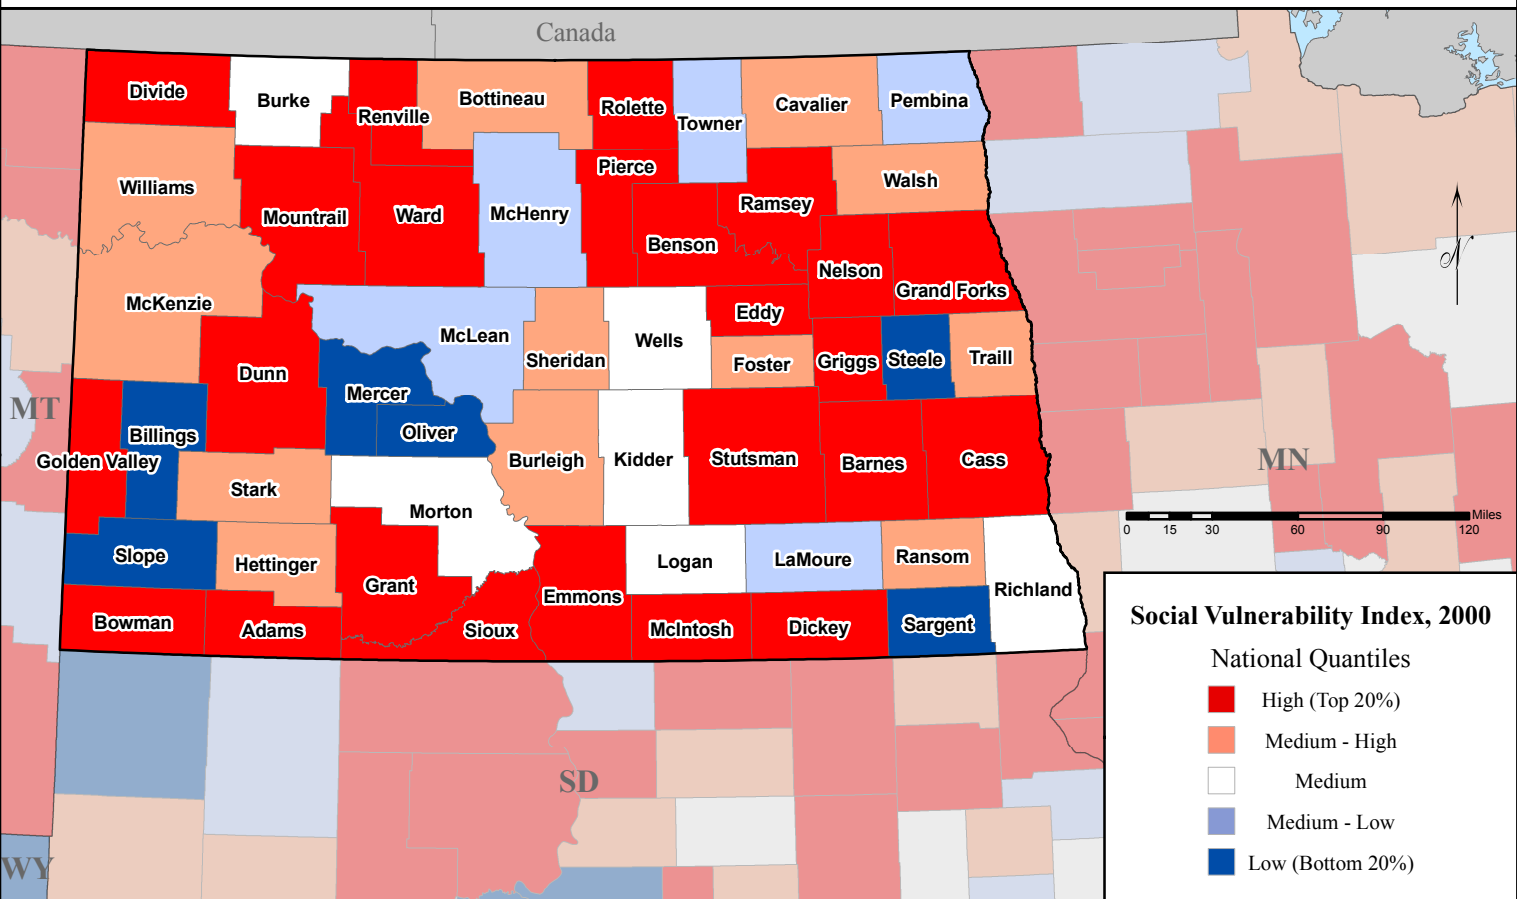 Canada
Divide
Burke
Renville
Bottineau
Rolette
Towner
Cavalier
Pembina
Williams
Mountrail
Ward
McHenry
Pierce
Benson
Ramsey
Walsh
Nelson
Grand Forks
McKenzie
McLean
Sheridan
Wells
Eddy
Foster
Griggs
Steele
Traill
Dunn
Mercer
Oliver
Billings
Golden Valley
MT
Stark
Morton
Burleigh
Kidder
Stutsman
Barnes
Cass
MN
N
Slope
Hettinger
Grant
Bowman
Adams
Sioux
Emmons
Logan
LaMoure
Ransom
Richland
McIntosh
Dickey
Sargent
SD
WY
Miles
0 15 30 60 90 120
Social Vulnerability Index, 2000
National Quantiles
High (Top 20%)
Medium - High
Medium
Medium - Low
Low (Bottom 20%)